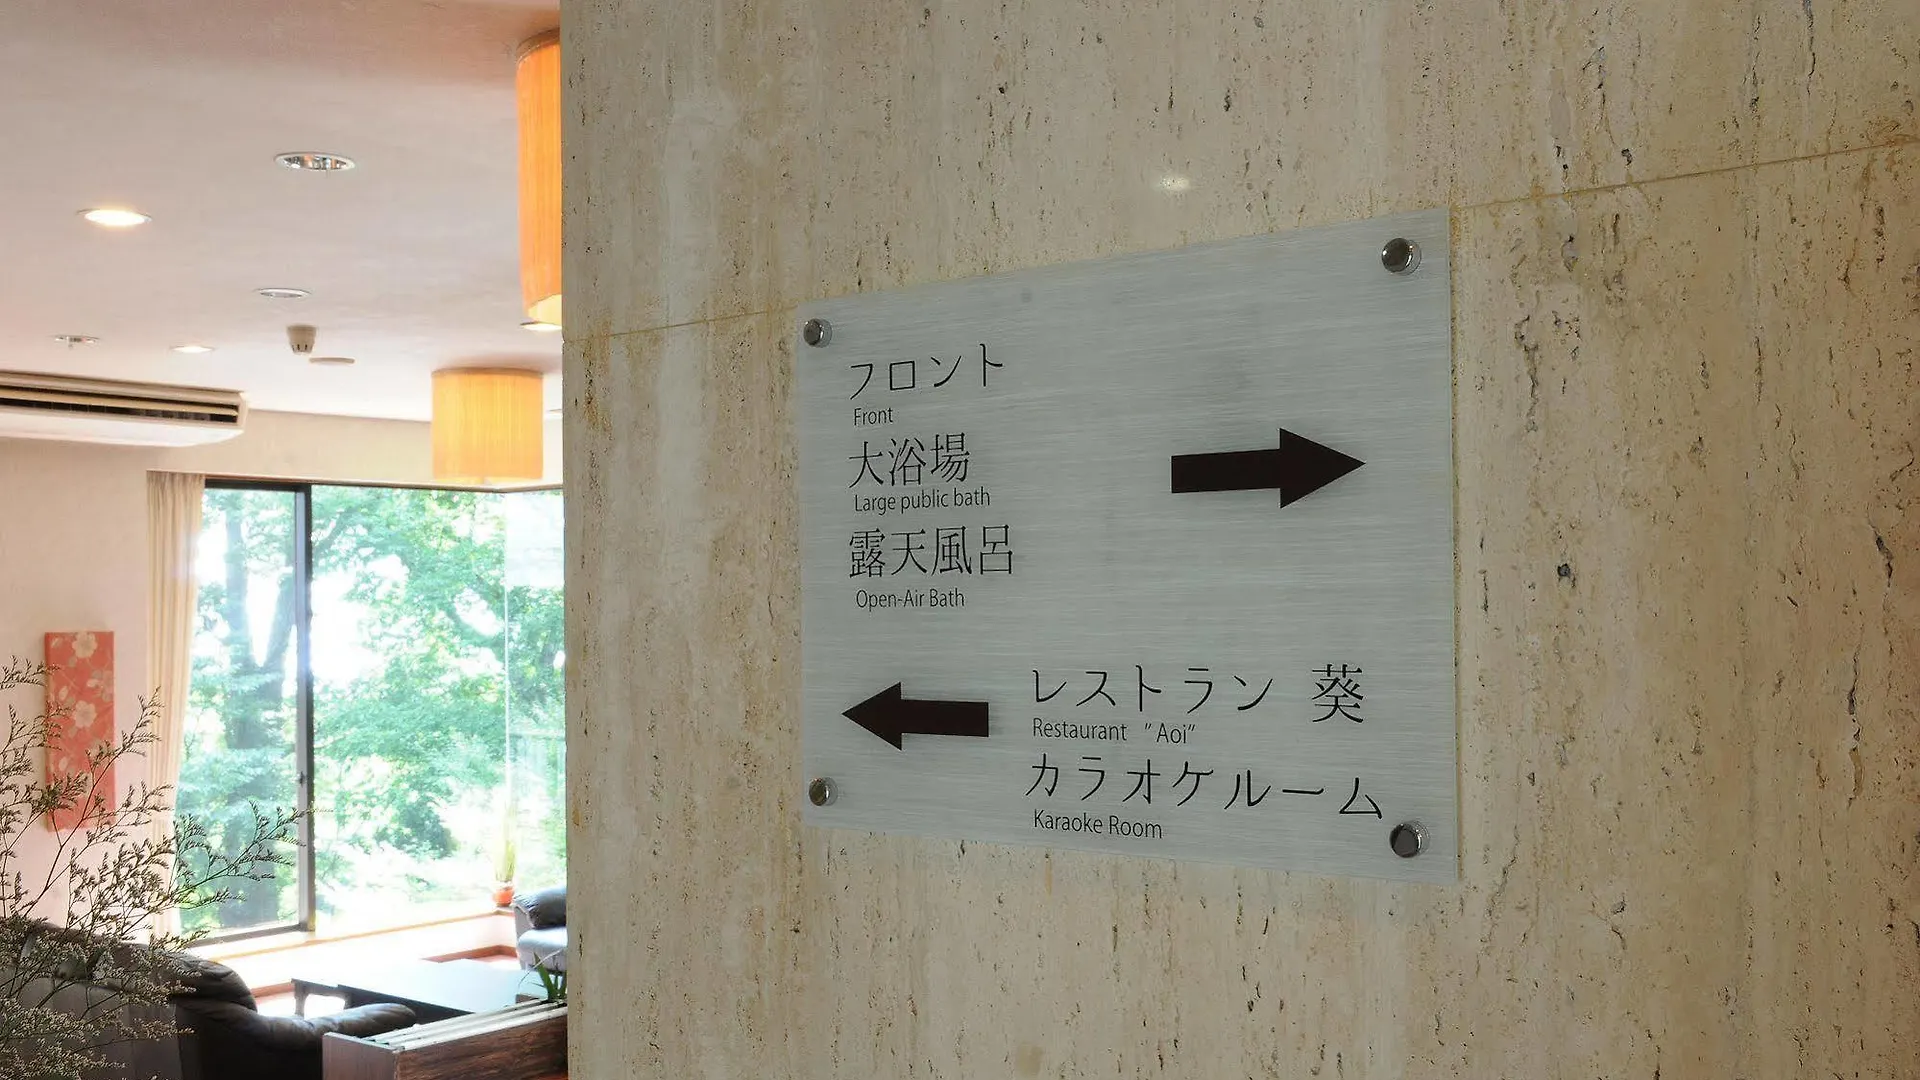 フロント
Front
大浴場
Large public bath
露天風呂
Open-Air Bath
レストラン 葵
Restaurant "Aoi"
カラオケルーム
Karaoke Room